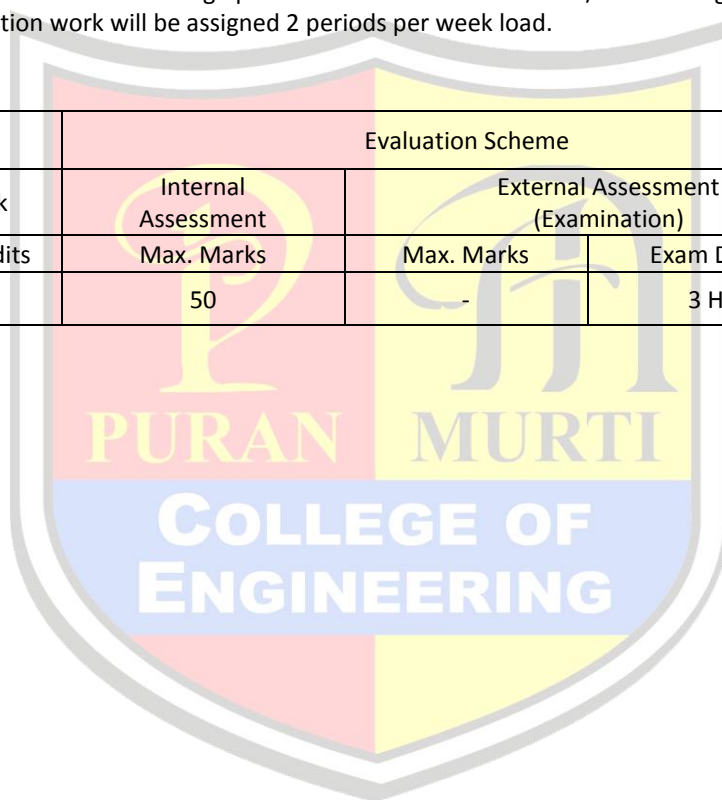 tion work will be assigned 2 periods per week load.
Evaluation Scheme
Internal
Assessment
External Assessment
(Examination)
Max. Marks
Max. Marks
Exam
50
-
3
PURAN MURTI
COLLEGE OF
ENGINEERING